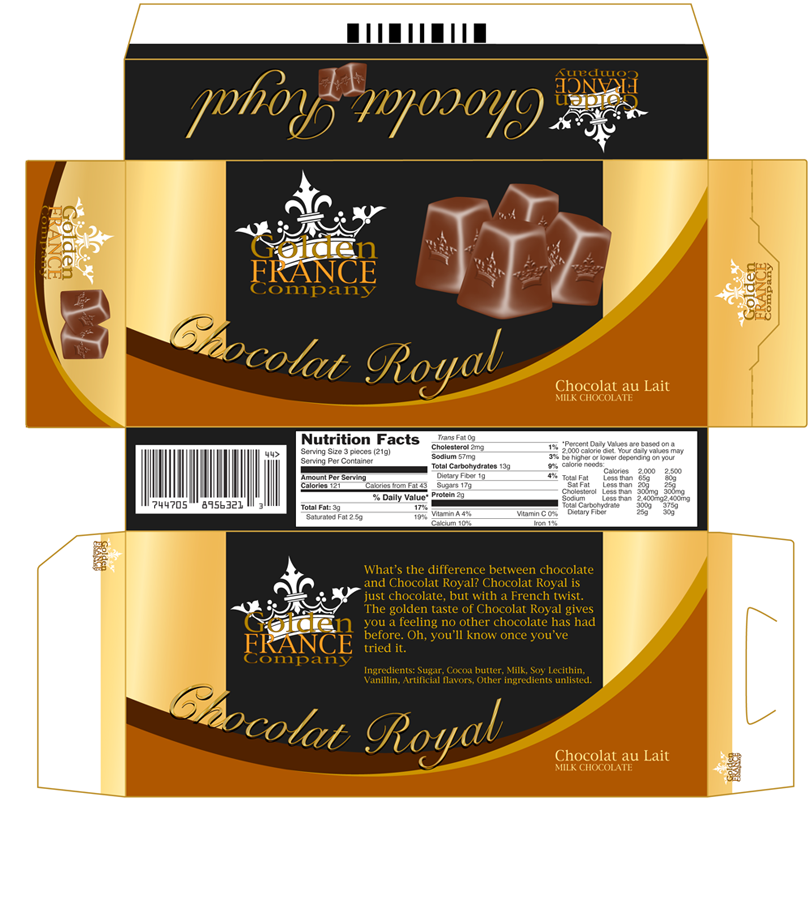 Chocolat Royal
Golden
FRANCE
Company
Golden
FRANCE
Company
Golden
FRANCE
Company
Chocolat Royal
Chocolat au Lait
MILK CHOCOLATE
Golden
FRANCE
Company
44>
744705 8956321 3
Nutrition Facts
Serving Size 3 pieces (21g)
Serving Per Container
Amount Per Serving
Calories 121 Calories from Fat 43
% Daily Value*
Total Fat: 3g 17%
Saturated Fat 2.5g 19%
Trans Fat 0g
Cholesterol 2mg 1%
Sodium 57mg 3%
Total Carbohydrates 13g 9%
Dietary Fiber 1g 4%
Sugars 17g
Protein 2g
Vitamin A 4% Vitamin C 0%
Calcium 10% Iron 1%
*Percent Daily Values are based on a
2,000 calorie diet. Your daily values may
be higher or lower depending on your
calorie needs:
Calories 2,000 2,500
Total Fat Less than 65g 80g
Sat Fat Less than 20g 25g
Cholesterol Less than 300mg 300mg
Sodium Less than 2,400mg 2,400mg
Total Carbohydrate 300g 375g
Dietary Fiber 25g 30g
Golden
FRANCE
Company
Golden
FRANCE
Company
What's the difference between chocolate
and Chocolat Royal? Chocolat Royal is
just chocolate, but with a French twist.
The golden taste of Chocolat Royal gives
you a feeling no other chocolate has had
before. Oh, you'll know once you've
tried it.
Ingredients: Sugar, Cocoa butter, Milk, Soy Lecithin,
Vanillin, Artificial flavors, Other ingredients unlisted.
Chocolat Royal
Chocolat au Lait
MILK CHOCOLATE
Golden
FRANCE
Company